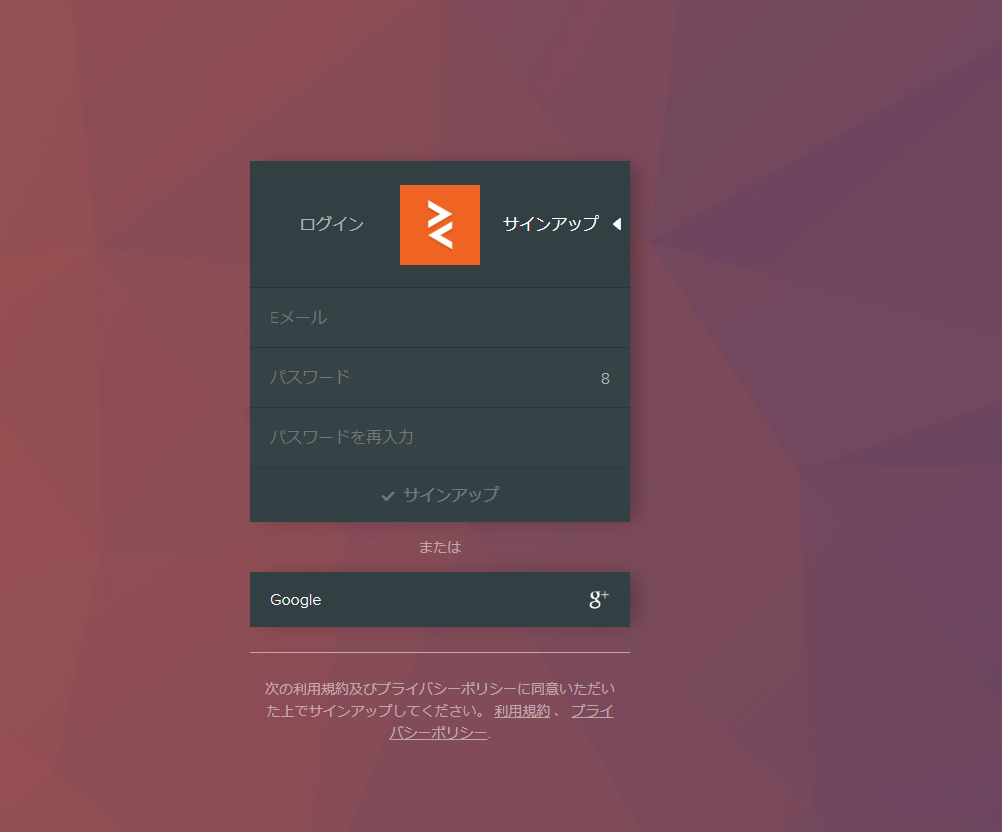 ログイン
サインアップ
Eメール
パスワード 8
パスワードを再入力
サインアップ
または
Google g+
次の利用規約及びプライバシーポリシーに同意いただい
た上でサインアップしてください。 利用規約 、 プライ
バシーポリシー.